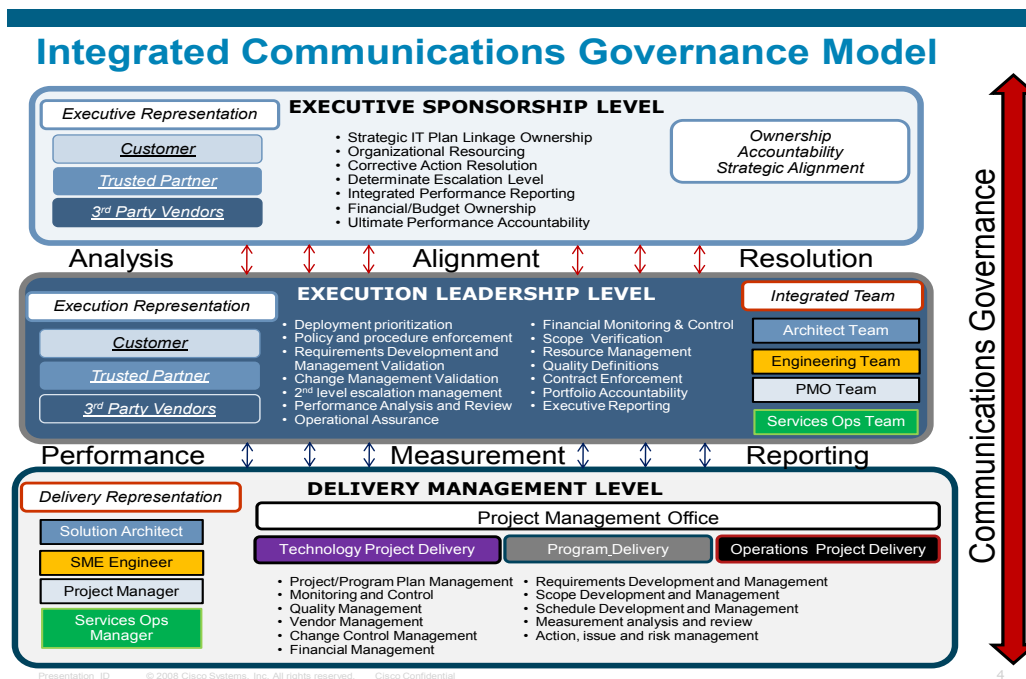 Integrated Communications Governance Model
Executive Representation
Customer
Trusted Partner
3rd Party Vendors
EXECUTIVE SPONSORSHIP LEVEL
• Strategic IT Plan Linkage Ownership
• Organizational Resourcing
• Corrective Action Resolution
• Determinate Escalation Level
• Integrated Performance Reporting
• Financial/Budget Ownership
• Ultimate Performance Accountability
Ownership
Accountability
Strategic Alignment
Analysis
Alignment
Resolution
Execution Representation
Customer
Trusted Partner
3rd Party Vendors
EXECUTION LEADERSHIP LEVEL
• Deployment prioritization
• Policy and procedure enforcement
• Requirements Development and
Management Validation
• Change Management Validation
• 2nd level escalation management
• Performance Analysis and Review
• Operational Assurance
• Financial Monitoring & Control
• Scope Verification
• Resource Management
• Quality Definitions
• Contract Enforcement
• Portfolio Accountability
• Executive Reporting
Integrated Team
Architect Team
Engineering Team
PMO Team
Services Ops Team
Performance
Measurement
Reporting
Delivery Representation
Solution Architect
SME Engineer
Project Manager
Services Ops
Manager
DELIVERY MANAGEMENT LEVEL
Project Management Office
Technology Project Delivery
Program Delivery
Operations Project Delivery
• Project/Program Plan Management
• Monitoring and Control
• Quality Management
• Vendor Management
• Change Control Management
• Financial Management
• Requirements Development and Management
• Scope Development and Management
• Schedule Development and Management
• Measurement analysis and review
• Action, issue and risk management
Communications Governance
Presentation_ID
© 2008 Cisco Systems, Inc. All rights reserved.
Cisco Confidential
4